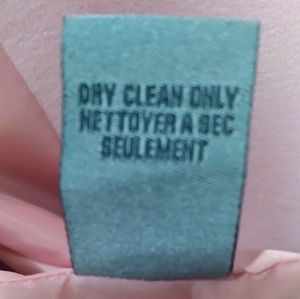 DRY CLEAN ONLY
NETTOYER A SEC
SEULEMENT